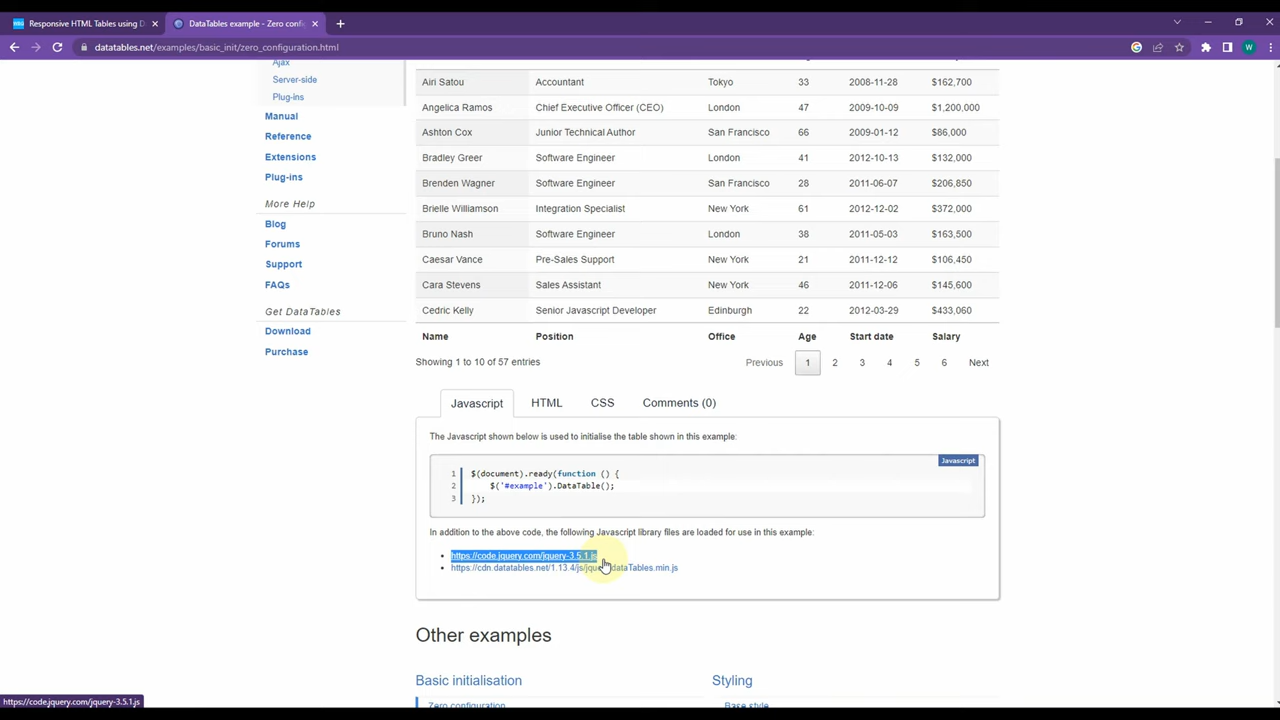 Responsive HTML Tables using D
DataTables example - Zero confi
datatables.net/examples/basic_init/zero_configuration.html
W
Ajax
Server-side
Plug-ins
Manual
Reference
Extensions
Plug-ins
More Help
Blog
Forums
Support
FAQs
Get DataTables
Download
Purchase
Airi Satou Accountant Tokyo 33 2008-11-28 $162,700
Angelica Ramos Chief Executive Officer (CEO) London 47 2009-10-09 $1,200,000
Ashton Cox Junior Technical Author San Francisco 66 2009-01-12 $86,000
Bradley Greer Software Engineer London 41 2012-10-13 $132,000
Brenden Wagner Software Engineer San Francisco 28 2011-06-07 $206,850
Brielle Williamson Integration Specialist New York 61 2012-12-02 $372,000
Bruno Nash Software Engineer London 38 2011-05-03 $163,500
Caesar Vance Pre-Sales Support New York 21 2011-12-12 $106,450
Cara Stevens Sales Assistant New York 46 2011-12-06 $145,600
Cedric Kelly Senior Javascript Developer Edinburgh 22 2012-03-29 $433,060
Name Position Office Age Start date Salary
Showing 1 to 10 of 57 entries Previous 1 2 3 4 5 6 Next
Javascript HTML CSS Comments (0)
The Javascript shown below is used to initialise the table shown in this example:
Javascript
1 $(document).ready(function () {
2 $('#example').DataTable();
3 });
In addition to the above code, the following Javascript library files are loaded for use in this example:
• https://code.jquery.com/jquery-3.5.1.js
• https://cdn.datatables.net/1.13.4/js/jquery.dataTables.min.js
Other examples
Basic initialisation Styling
Zero configuration Base style
https://code.jquery.com/jquery-3.5.1.js